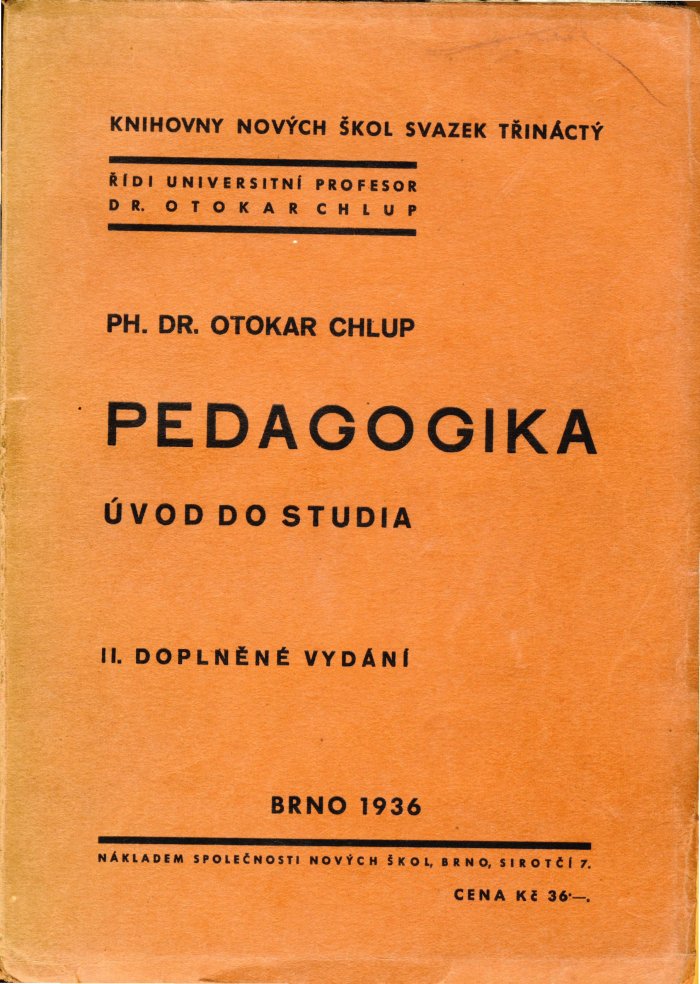 KNIHOVNY NOVÝCH ŠKOL SVAZEK TŘINÁCTÝ
ŘÍDI UNIVERSITNÍ PROFESOR
DR. OTOKAR CHLUP
PH. DR. OTOKAR CHLUP
PEDAGOGIKA
ÚVOD DO STUDIA
II. DOPLNĚNÉ VYDÁNÍ
BRNO 1936
NÁKLADEM SPOLEČNOSTI NOVÝCH ŠKOL, BRNO, SIROTČÍ 7.
CENA Kč 36·—.